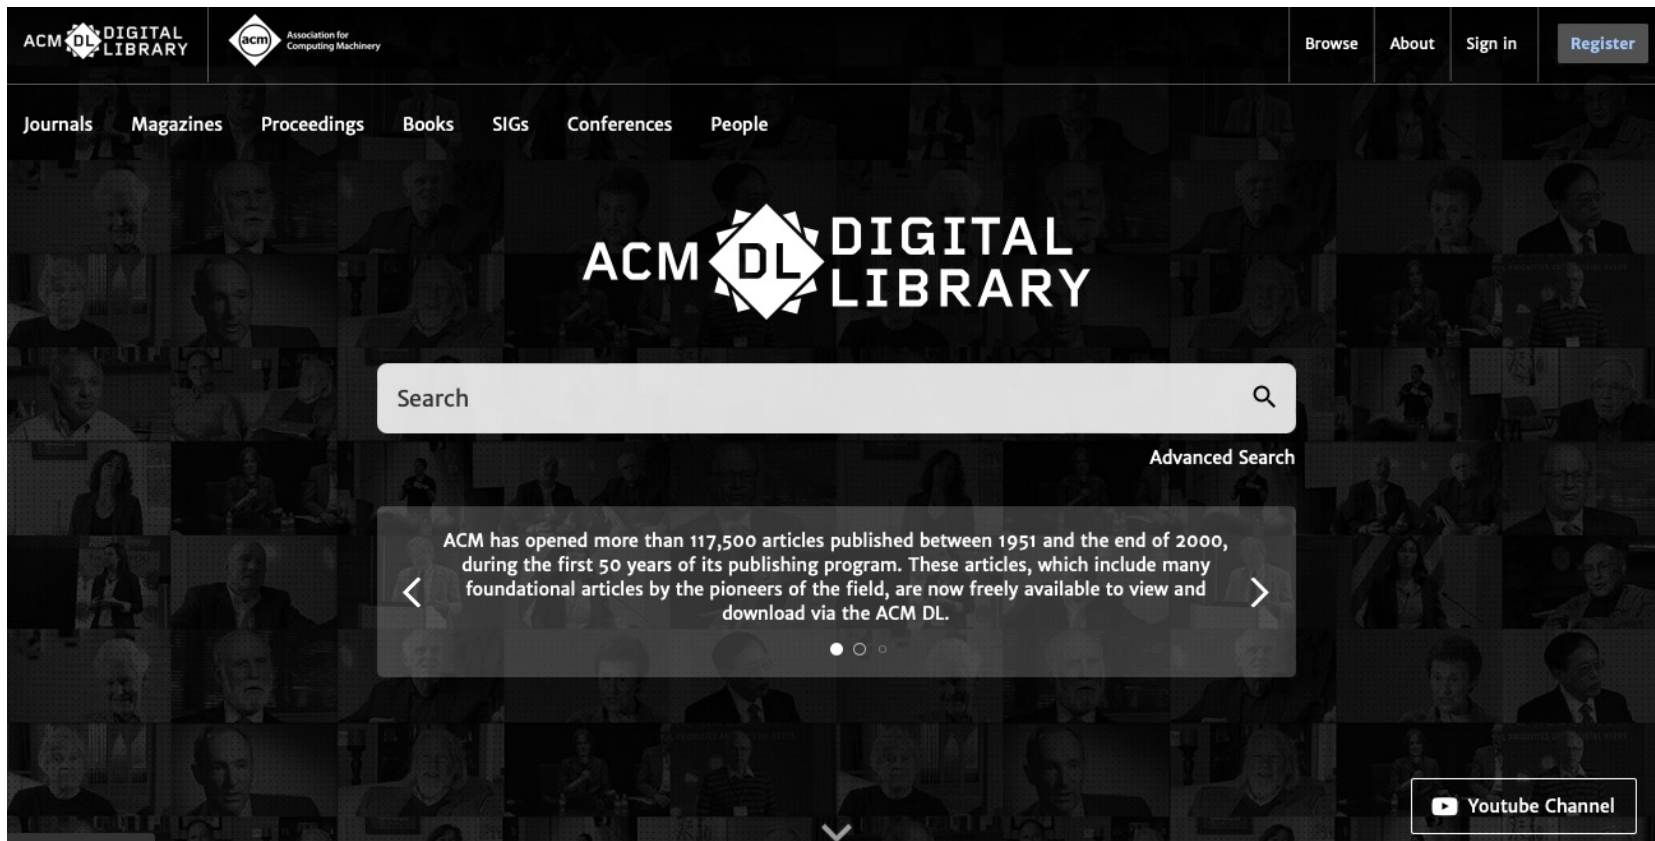 ACM DL DIGITAL LIBRARY
acm Association for Computing Machinery
Browse About Sign in Register
Journals Magazines Proceedings Books SIGs Conferences People
ACM DL DIGITAL LIBRARY
Search
Advanced Search
ACM has opened more than 117,500 articles published between 1951 and the end of 2000,
during the first 50 years of its publishing program. These articles, which include many
foundational articles by the pioneers of the field, are now freely available to view and
download via the ACM DL.
Youtube Channel